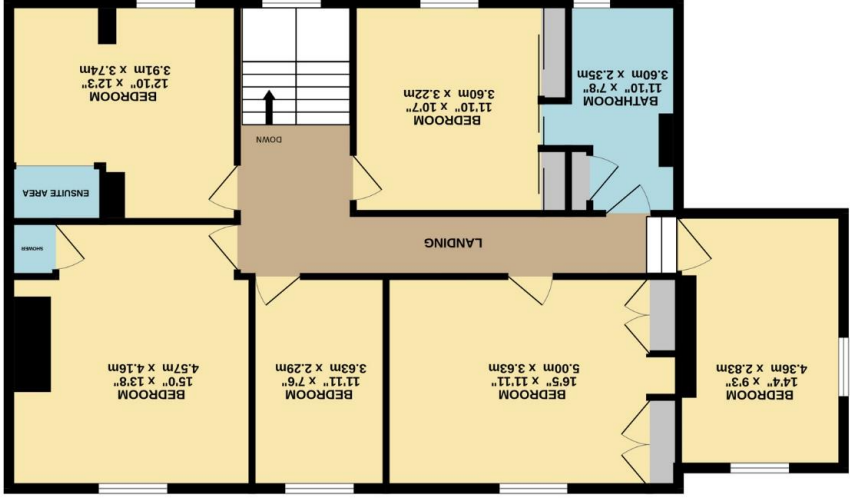 BEDROOM
14'4" x 9'3"
4.36m x 2.83m
BEDROOM
16'5" x 11'11"
5.00m x 3.63m
BEDROOM
11'11" x 7'6"
3.63m x 2.29m
BEDROOM
15'0" x 13'8"
4.57m x 4.16m
LANDING
SHOWER
ENSUITE AREA
DOWN
BATHROOM
11'10" x 7'8"
3.60m x 2.35m
BEDROOM
11'10" x 10'7"
3.60m x 3.22m
BEDROOM
12'10" x 12'3"
3.91m x 3.74m